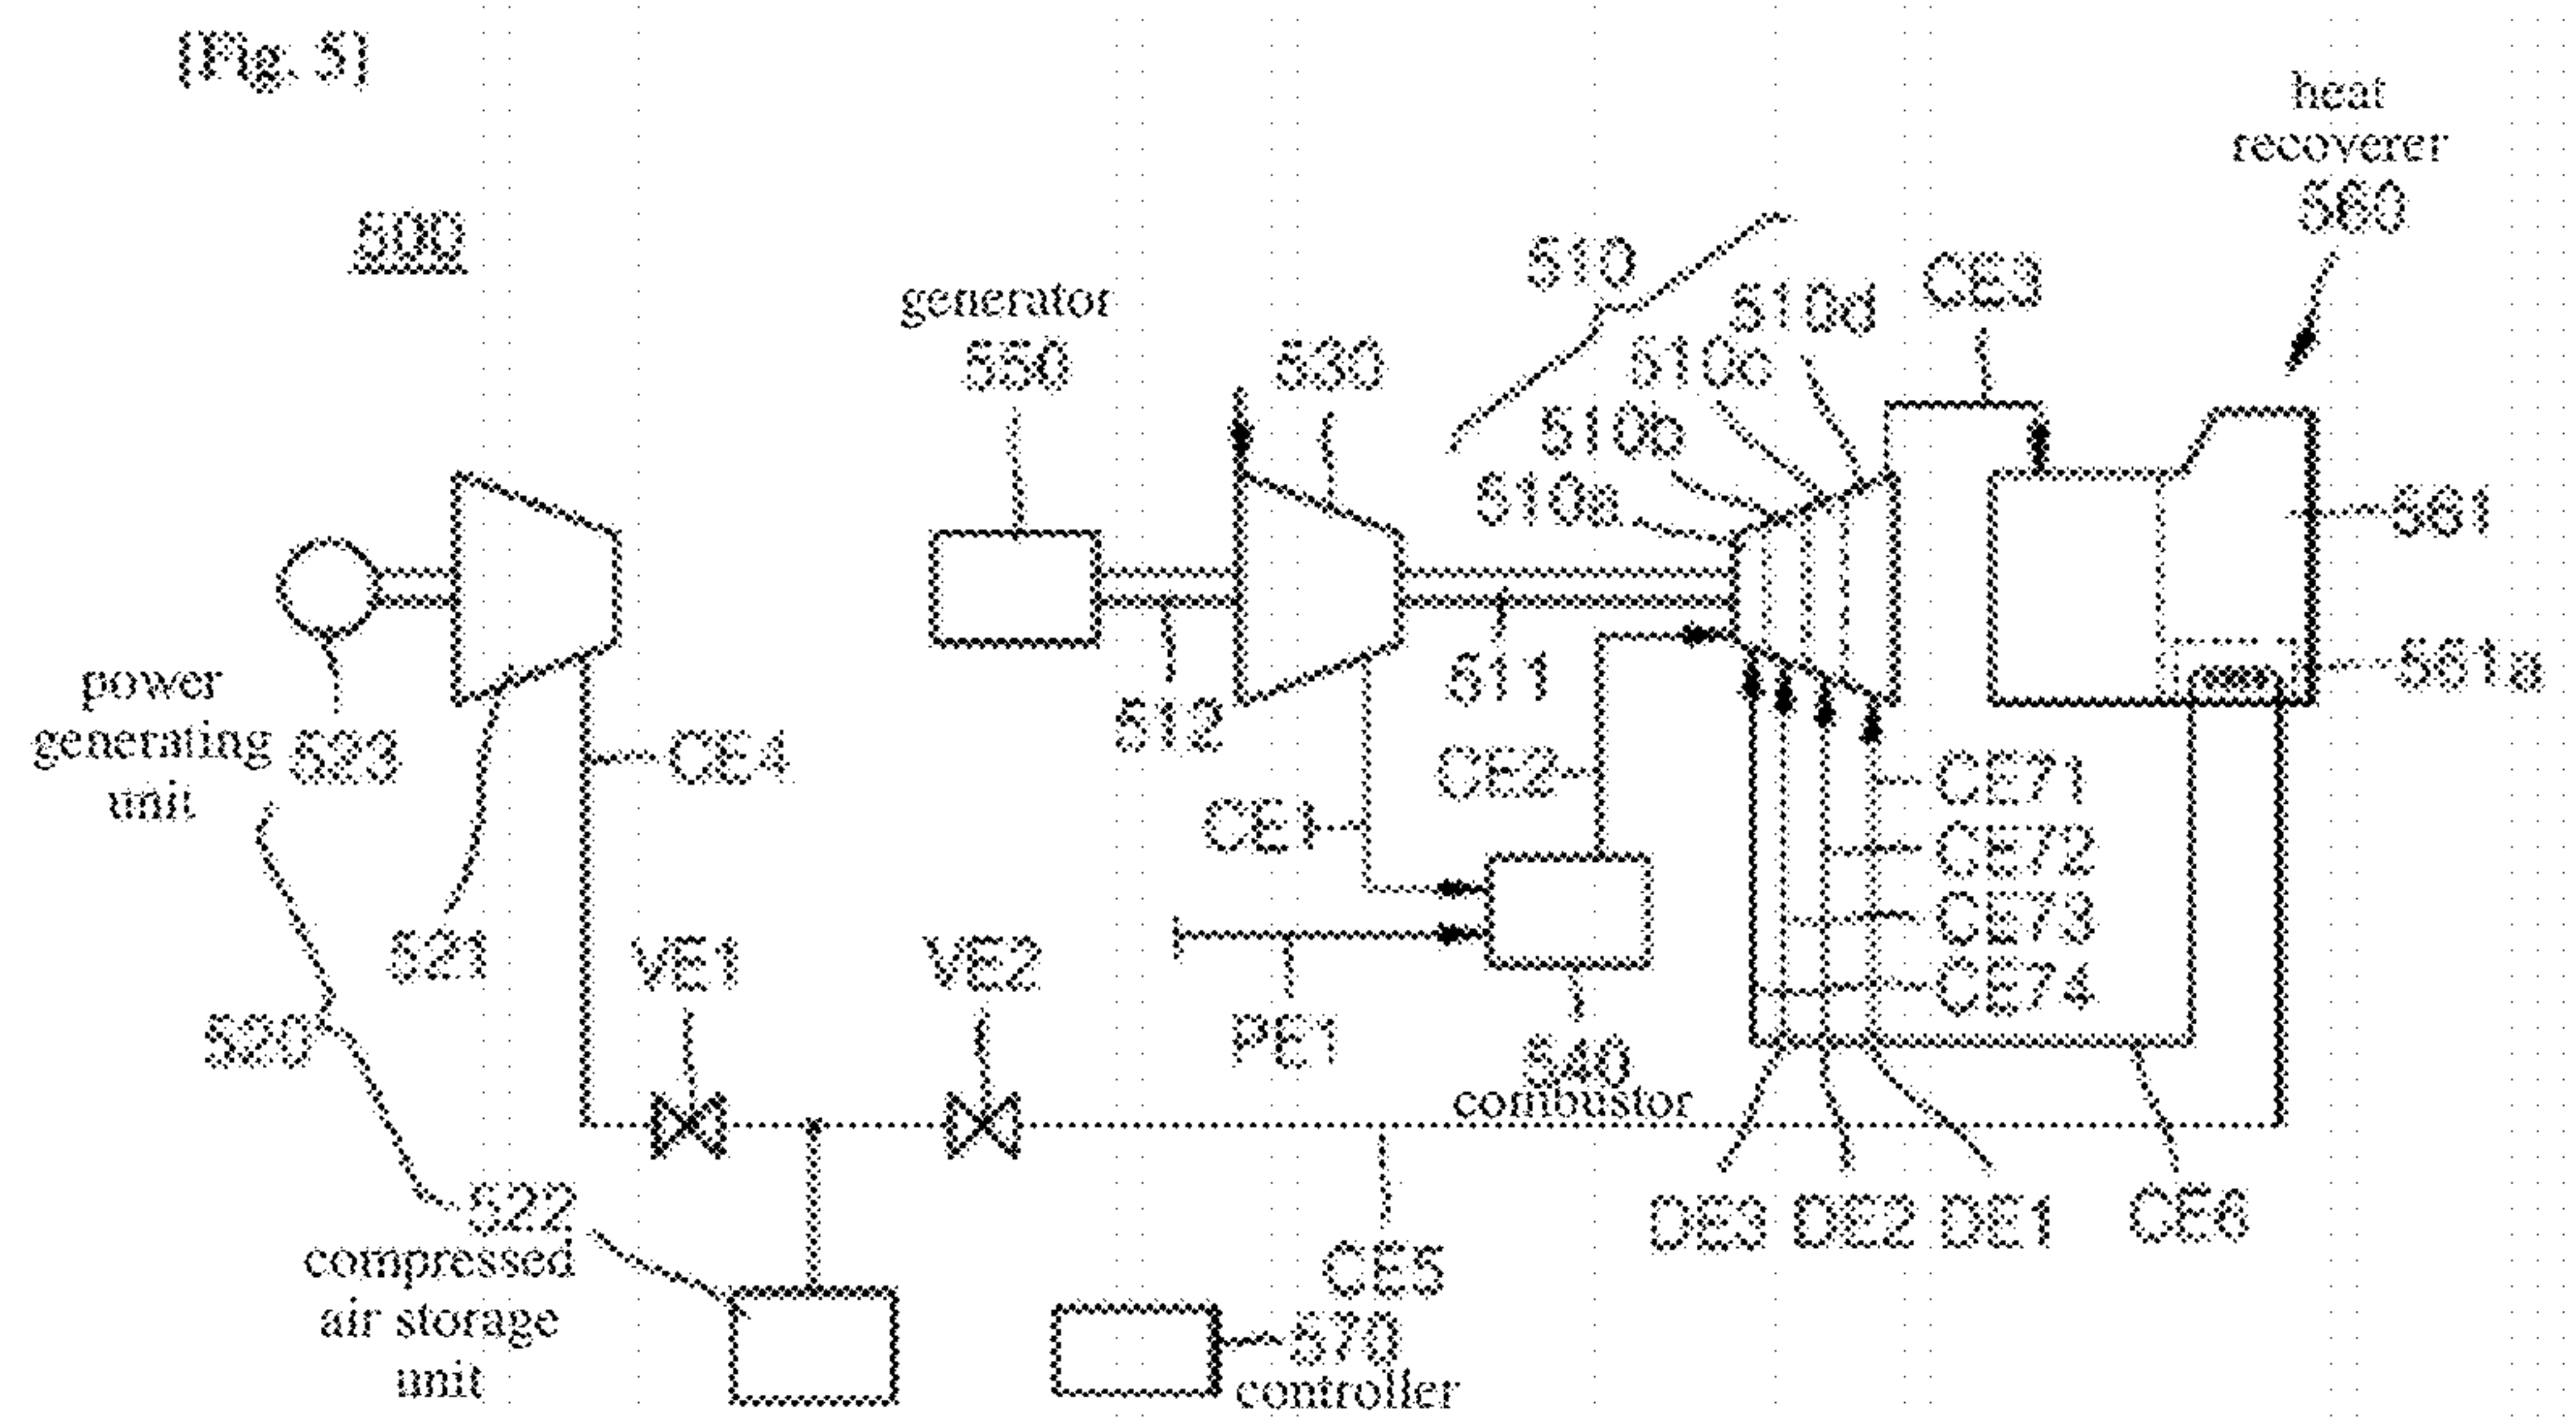 [Fig. 5]
heat
recoverer
560
500
510
510d
CE3
generator
550
530
510c
510b
510a
561
561a
511
512
power
generating
unit
523
CE4
CE2
CE71
CE1
CE72
CE73
521
VE1
VE2
CE74
520
PE1
540
combustor
522
compressed
air storage
unit
DE3
DE2
DE1
CE6
CE5
570
controller